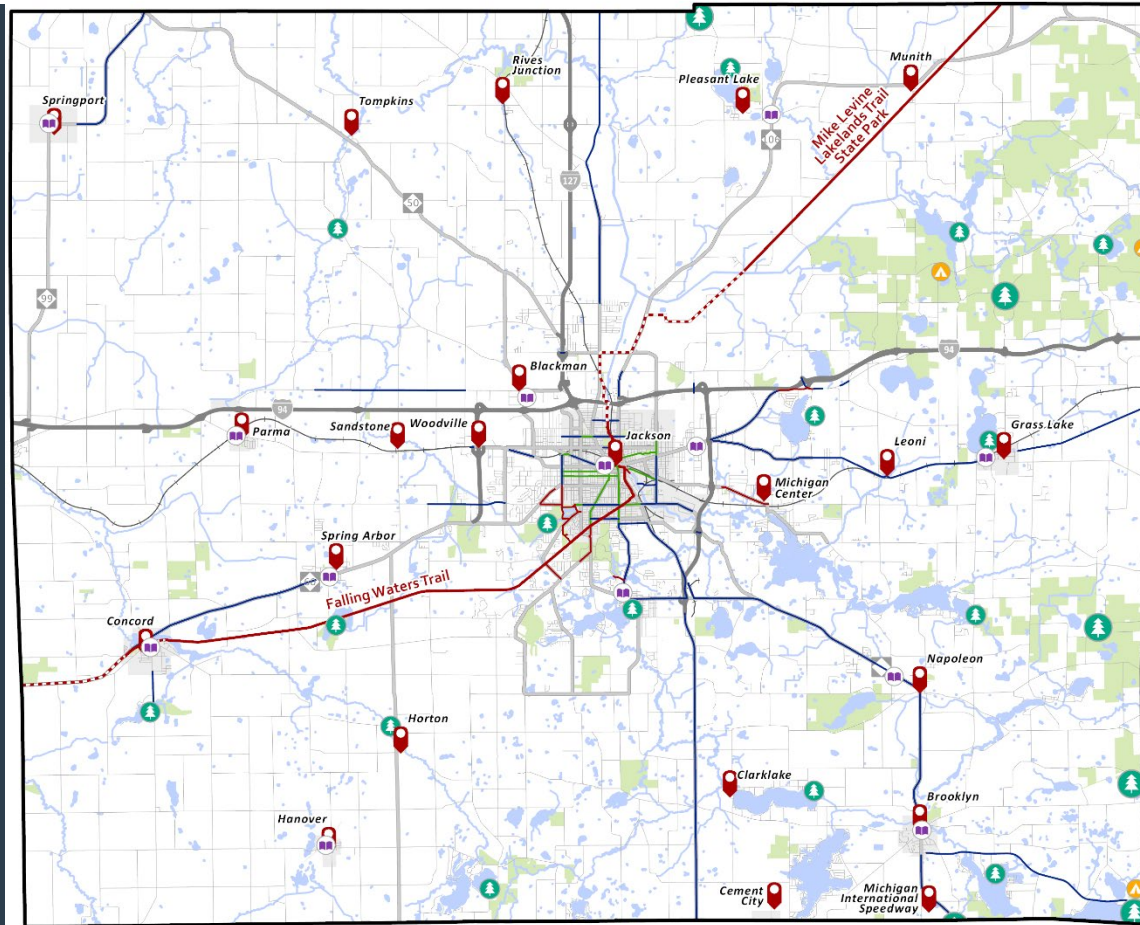 Springport
Tompkins
Rives
Junction
Pleasant Lake
Munith
Mike Levine
Lakelands Trail
State Park
127
106
50
99
94
Blackman
94
Parma
Sandstone
Woodville
Jackson
Leoni
Grass Lake
Michigan
Center
Spring Arbor
Falling Waters Trail
Concord
Napoleon
Horton
Clarklake
Brooklyn
Hanover
Cement
City
Michigan
International
Speedway